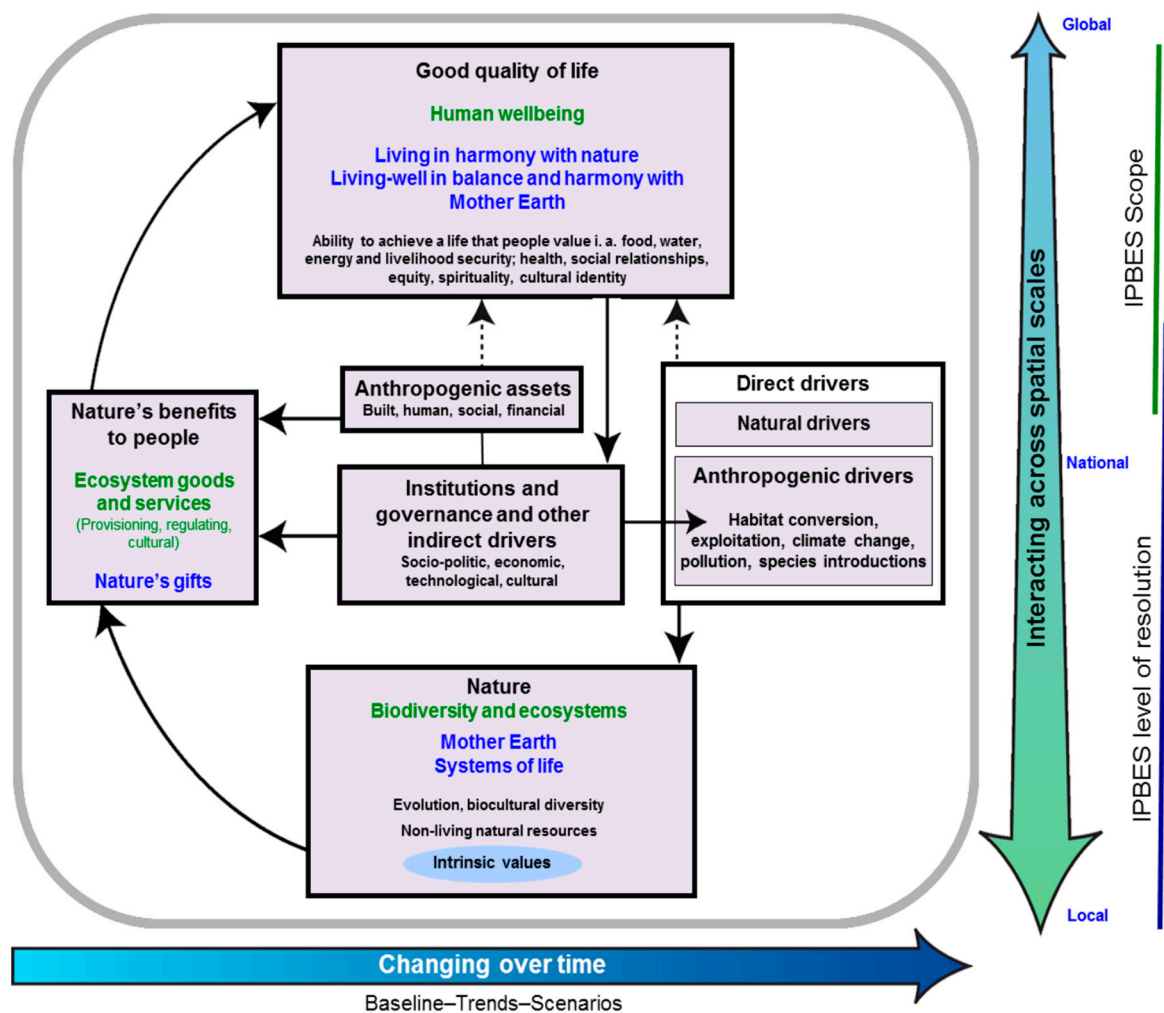 Good quality of life
Human wellbeing
Living in harmony with nature
Living-well in balance and harmony with
Mother Earth
Ability to achieve a life that people value i. a. food, water,
energy and livelihood security; health, social relationships,
equity, spirituality, cultural identity
Anthropogenic assets
Built, human, social, financial
Nature's benefits
to people
Ecosystem goods
and services
(Provisioning, regulating,
cultural)
Nature's gifts
Institutions and
governance and other
indirect drivers
Socio-politic, economic,
technological, cultural
Direct drivers
Natural drivers
Anthropogenic drivers
Habitat conversion,
exploitation, climate change,
pollution, species introductions
Nature
Biodiversity and ecosystems
Mother Earth
Systems of life
Evolution, biocultural diversity
Non-living natural resources
Intrinsic values
Changing over time
Baseline–Trends–Scenarios
Global
National
Local
Interacting across spatial scales
IPBES Scope
IPBES level of resolution